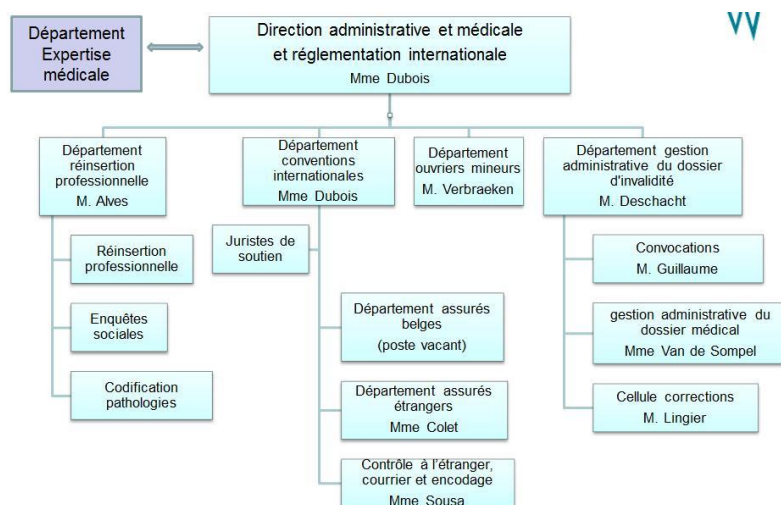 Département
Expertise
médicale
Direction administrative et médicale
et réglementation internationale
Mme Dubois
Département
réinsertion
professionnelle
M. Alves
Réinsertion
professionnelle
Enquêtes
sociales
Codification
pathologies
Département
conventions
internationales
Mme Dubois
Juristes de
soutien
Département assurés
belges
(poste vacant)
Département assurés
étrangers
Mme Colet
Contrôle à l'étranger,
courrier et encodage
Mme Sousa
Département
ouvriers mineurs
M. Verbraeken
Département gestion
administrative du dossier
d'invalidité
M. Deschacht
Convocations
M. Guillaume
gestion administrative du
dossier médical
Mme Van de Sompel
Cellule corrections
M. Lingier